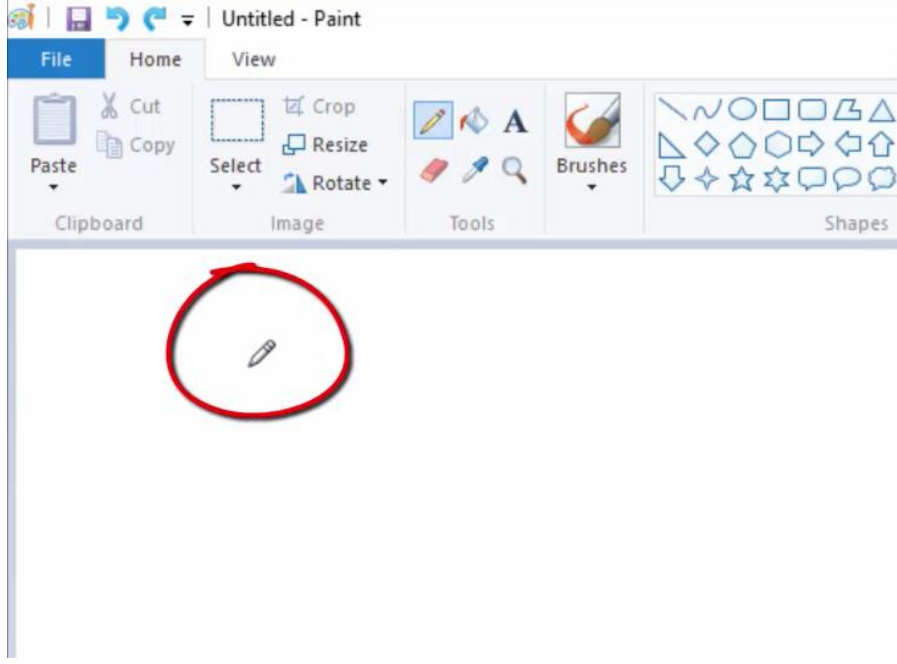 Untitled - Paint
File Home View
Cut
Copy
Paste
Crop
Resize
Rotate
Select
A
Brushes
Clipboard Image Tools Shapes